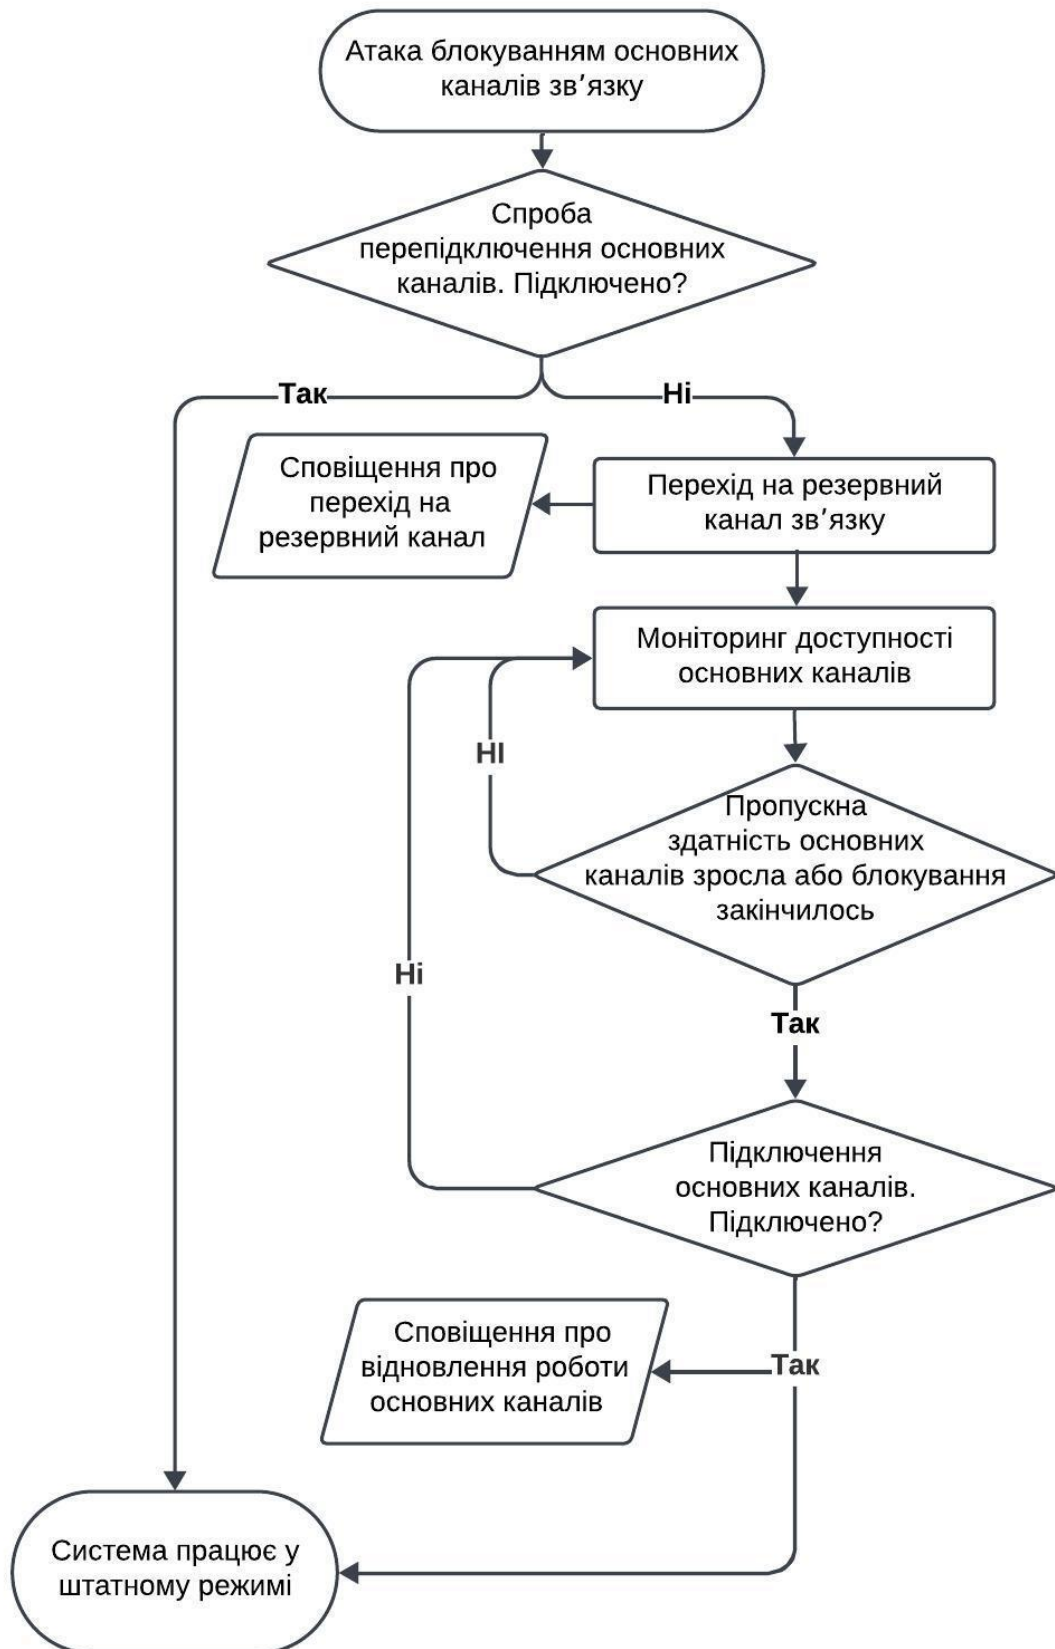 Атака блокуванням основних
каналів зв’язку
Спроба
перепідключення основних
каналів. Підключено?
Так
Ні
Сповіщення про
перехід на
резервний канал
Перехід на резервний
канал зв’язку
Моніторинг доступності
основних каналів
НІ
Пропускна
здатність основних
каналів зросла або блокування
закінчилось
Ні
Так
Підключення
основних каналів.
Підключено?
Сповіщення про
відновлення роботи
основних каналів
Так
Система працює у
штатному режимі